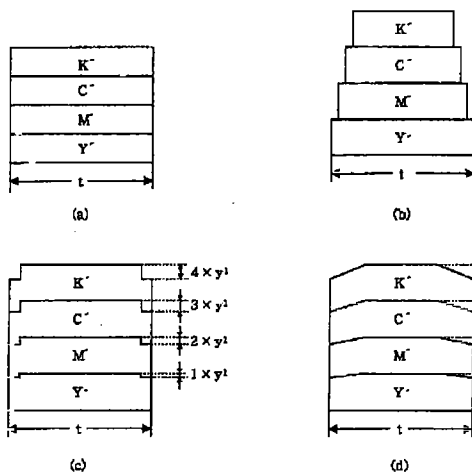 K″
C″
M″
Y″
t
(a)
K″
C″
M″
Y″
t
(b)
K″
C″
M″
Y″
4 × y¹
3 × y¹
2 × y¹
1 × y¹
t
(c)
K″
C″
M″
Y″
t
(d)